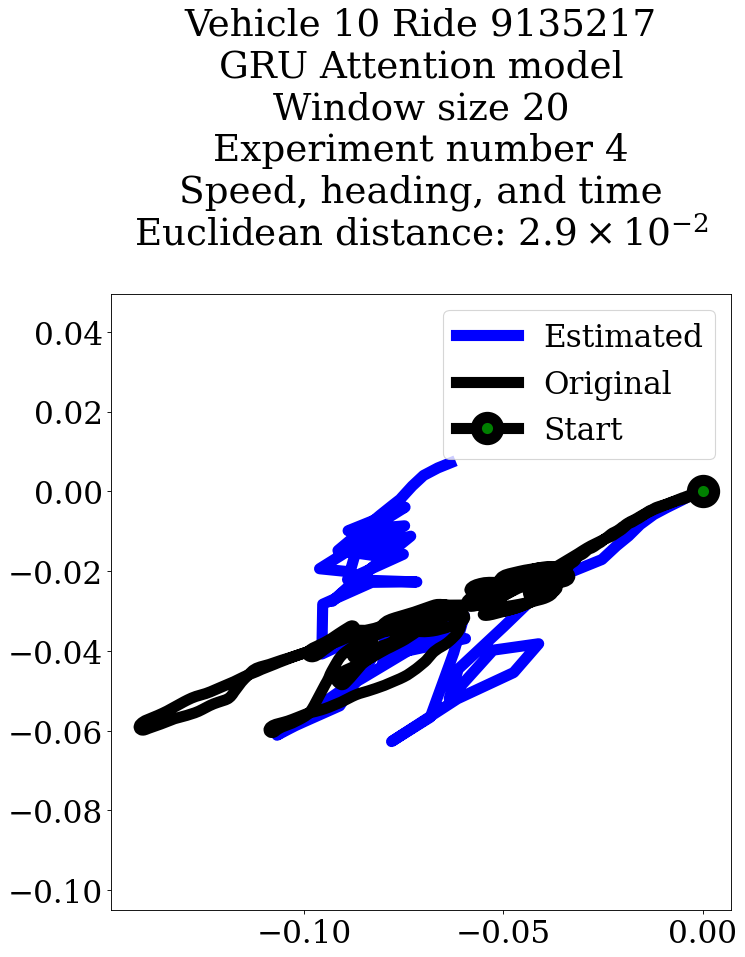 Vehicle 10 Ride 9135217
GRU Attention model
Window size 20
Experiment number 4
Speed, heading, and time
Euclidean distance: 2.9 × 10⁻²
Estimated
Original
Start
0.04
0.02
0.00
−0.02
−0.04
−0.06
−0.08
−0.10
−0.10 −0.05 0.00